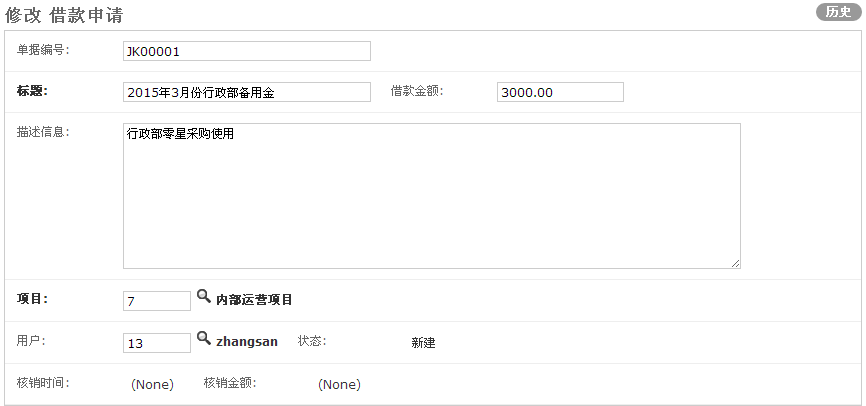 修改 借款申请 历史
单据编号： JK00001
标题： 2015年3月份行政部备用金 借款金额： 3000.00
描述信息： 行政部零星采购使用
项目： 7 内部运营项目
用户： 13 zhangsan 状态： 新建
核销时间： (None) 核销金额： (None)